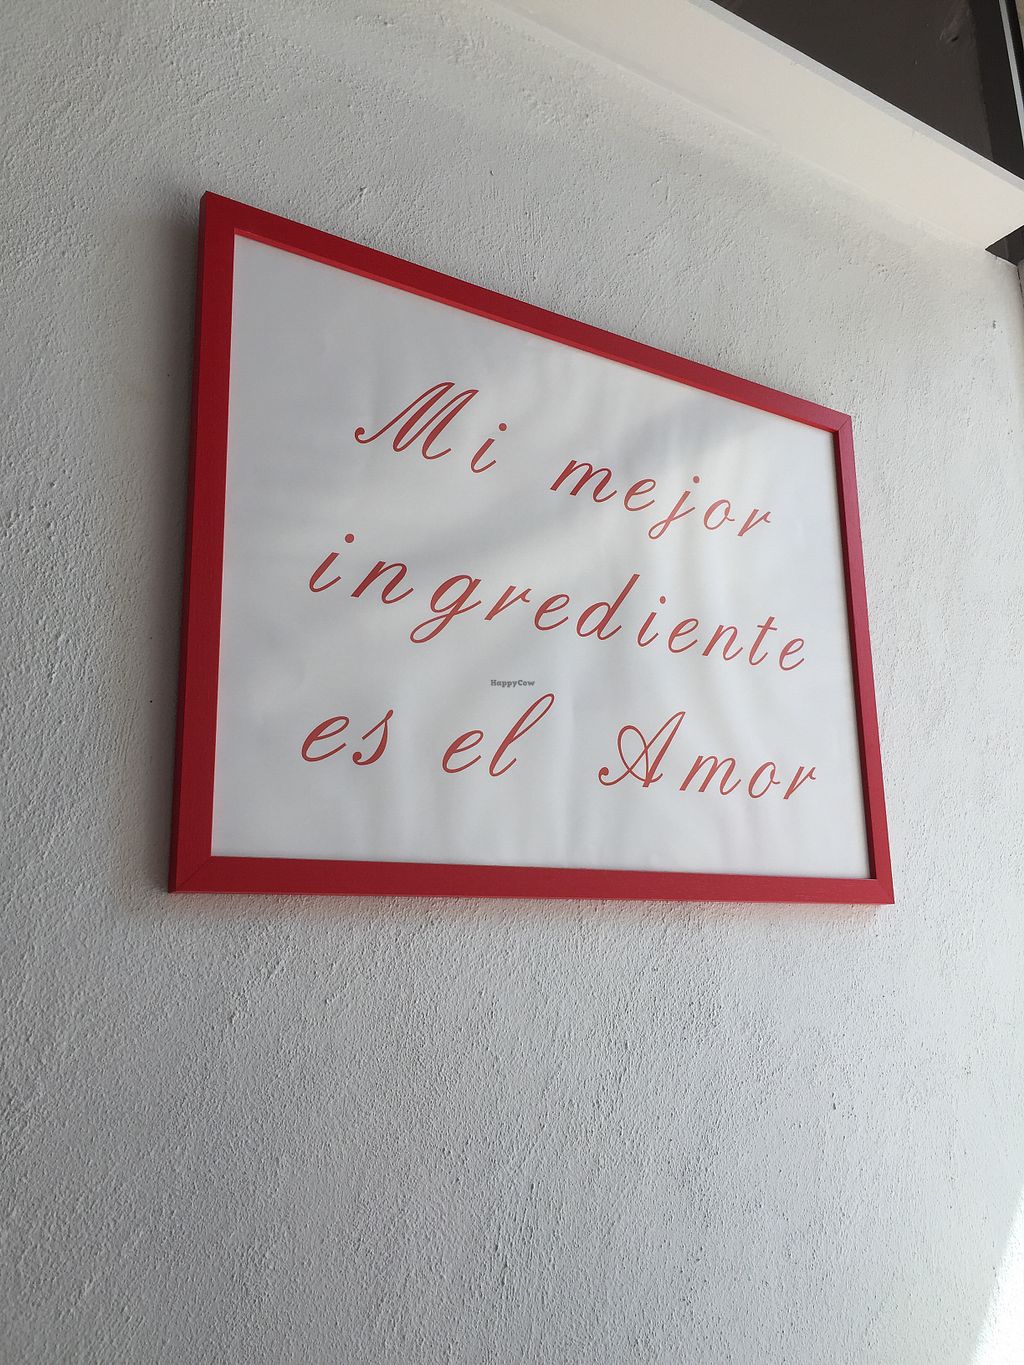 Mi mejor
ingrediente
HappyCow
es el Amor